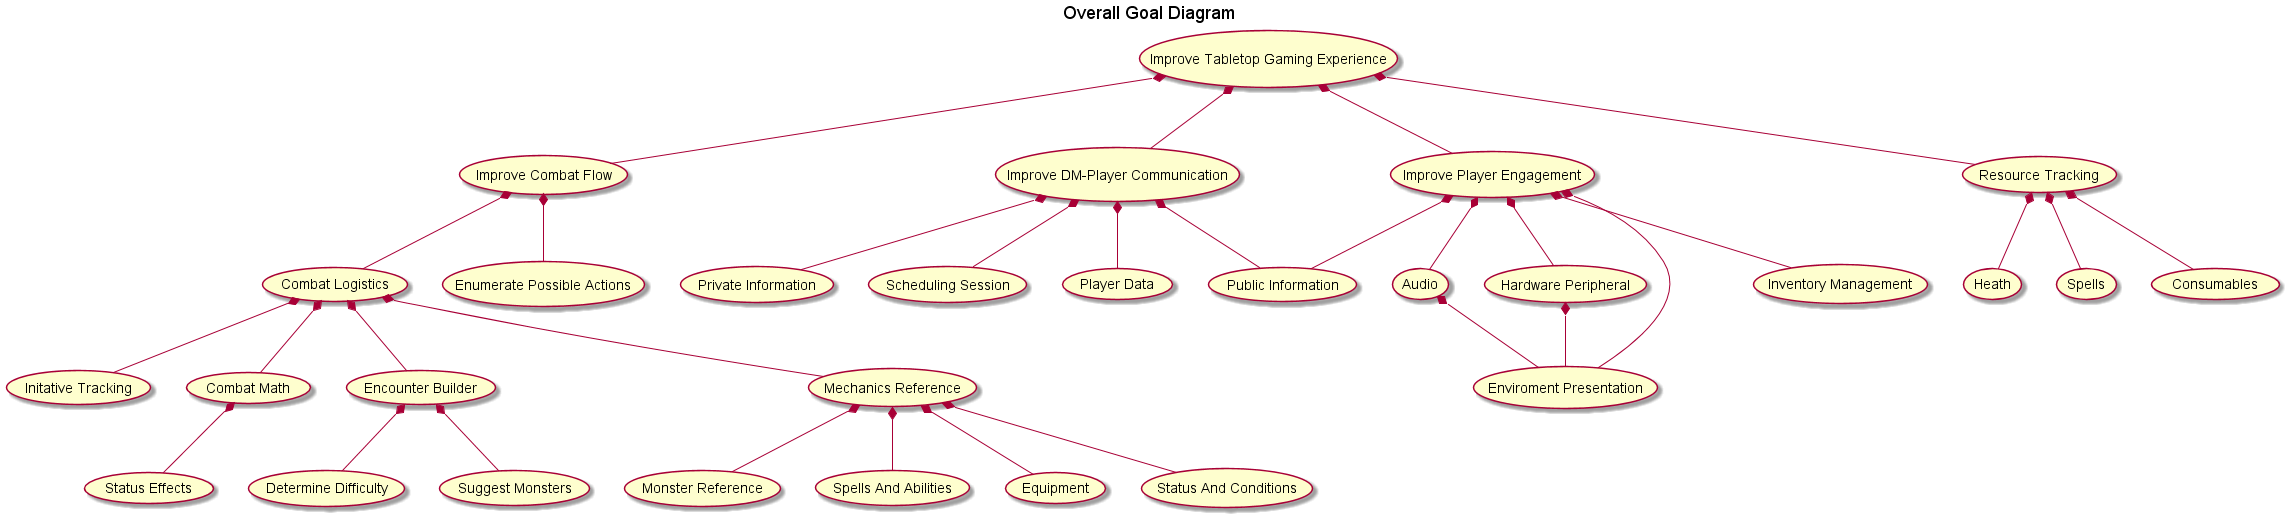 Overall Goal Diagram
Improve Tabletop Gaming Experience
Improve Combat Flow
Improve DM-Player Communication
Improve Player Engagement
Resource Tracking
Combat Logistics
Enumerate Possible Actions
Private Information
Scheduling Session
Player Data
Public Information
Audio
Hardware Peripheral
Inventory Management
Heath
Spells
Consumables
Initative Tracking
Combat Math
Encounter Builder
Mechanics Reference
Enviroment Presentation
Status Effects
Determine Difficulty
Suggest Monsters
Monster Reference
Spells And Abilities
Equipment
Status And Conditions